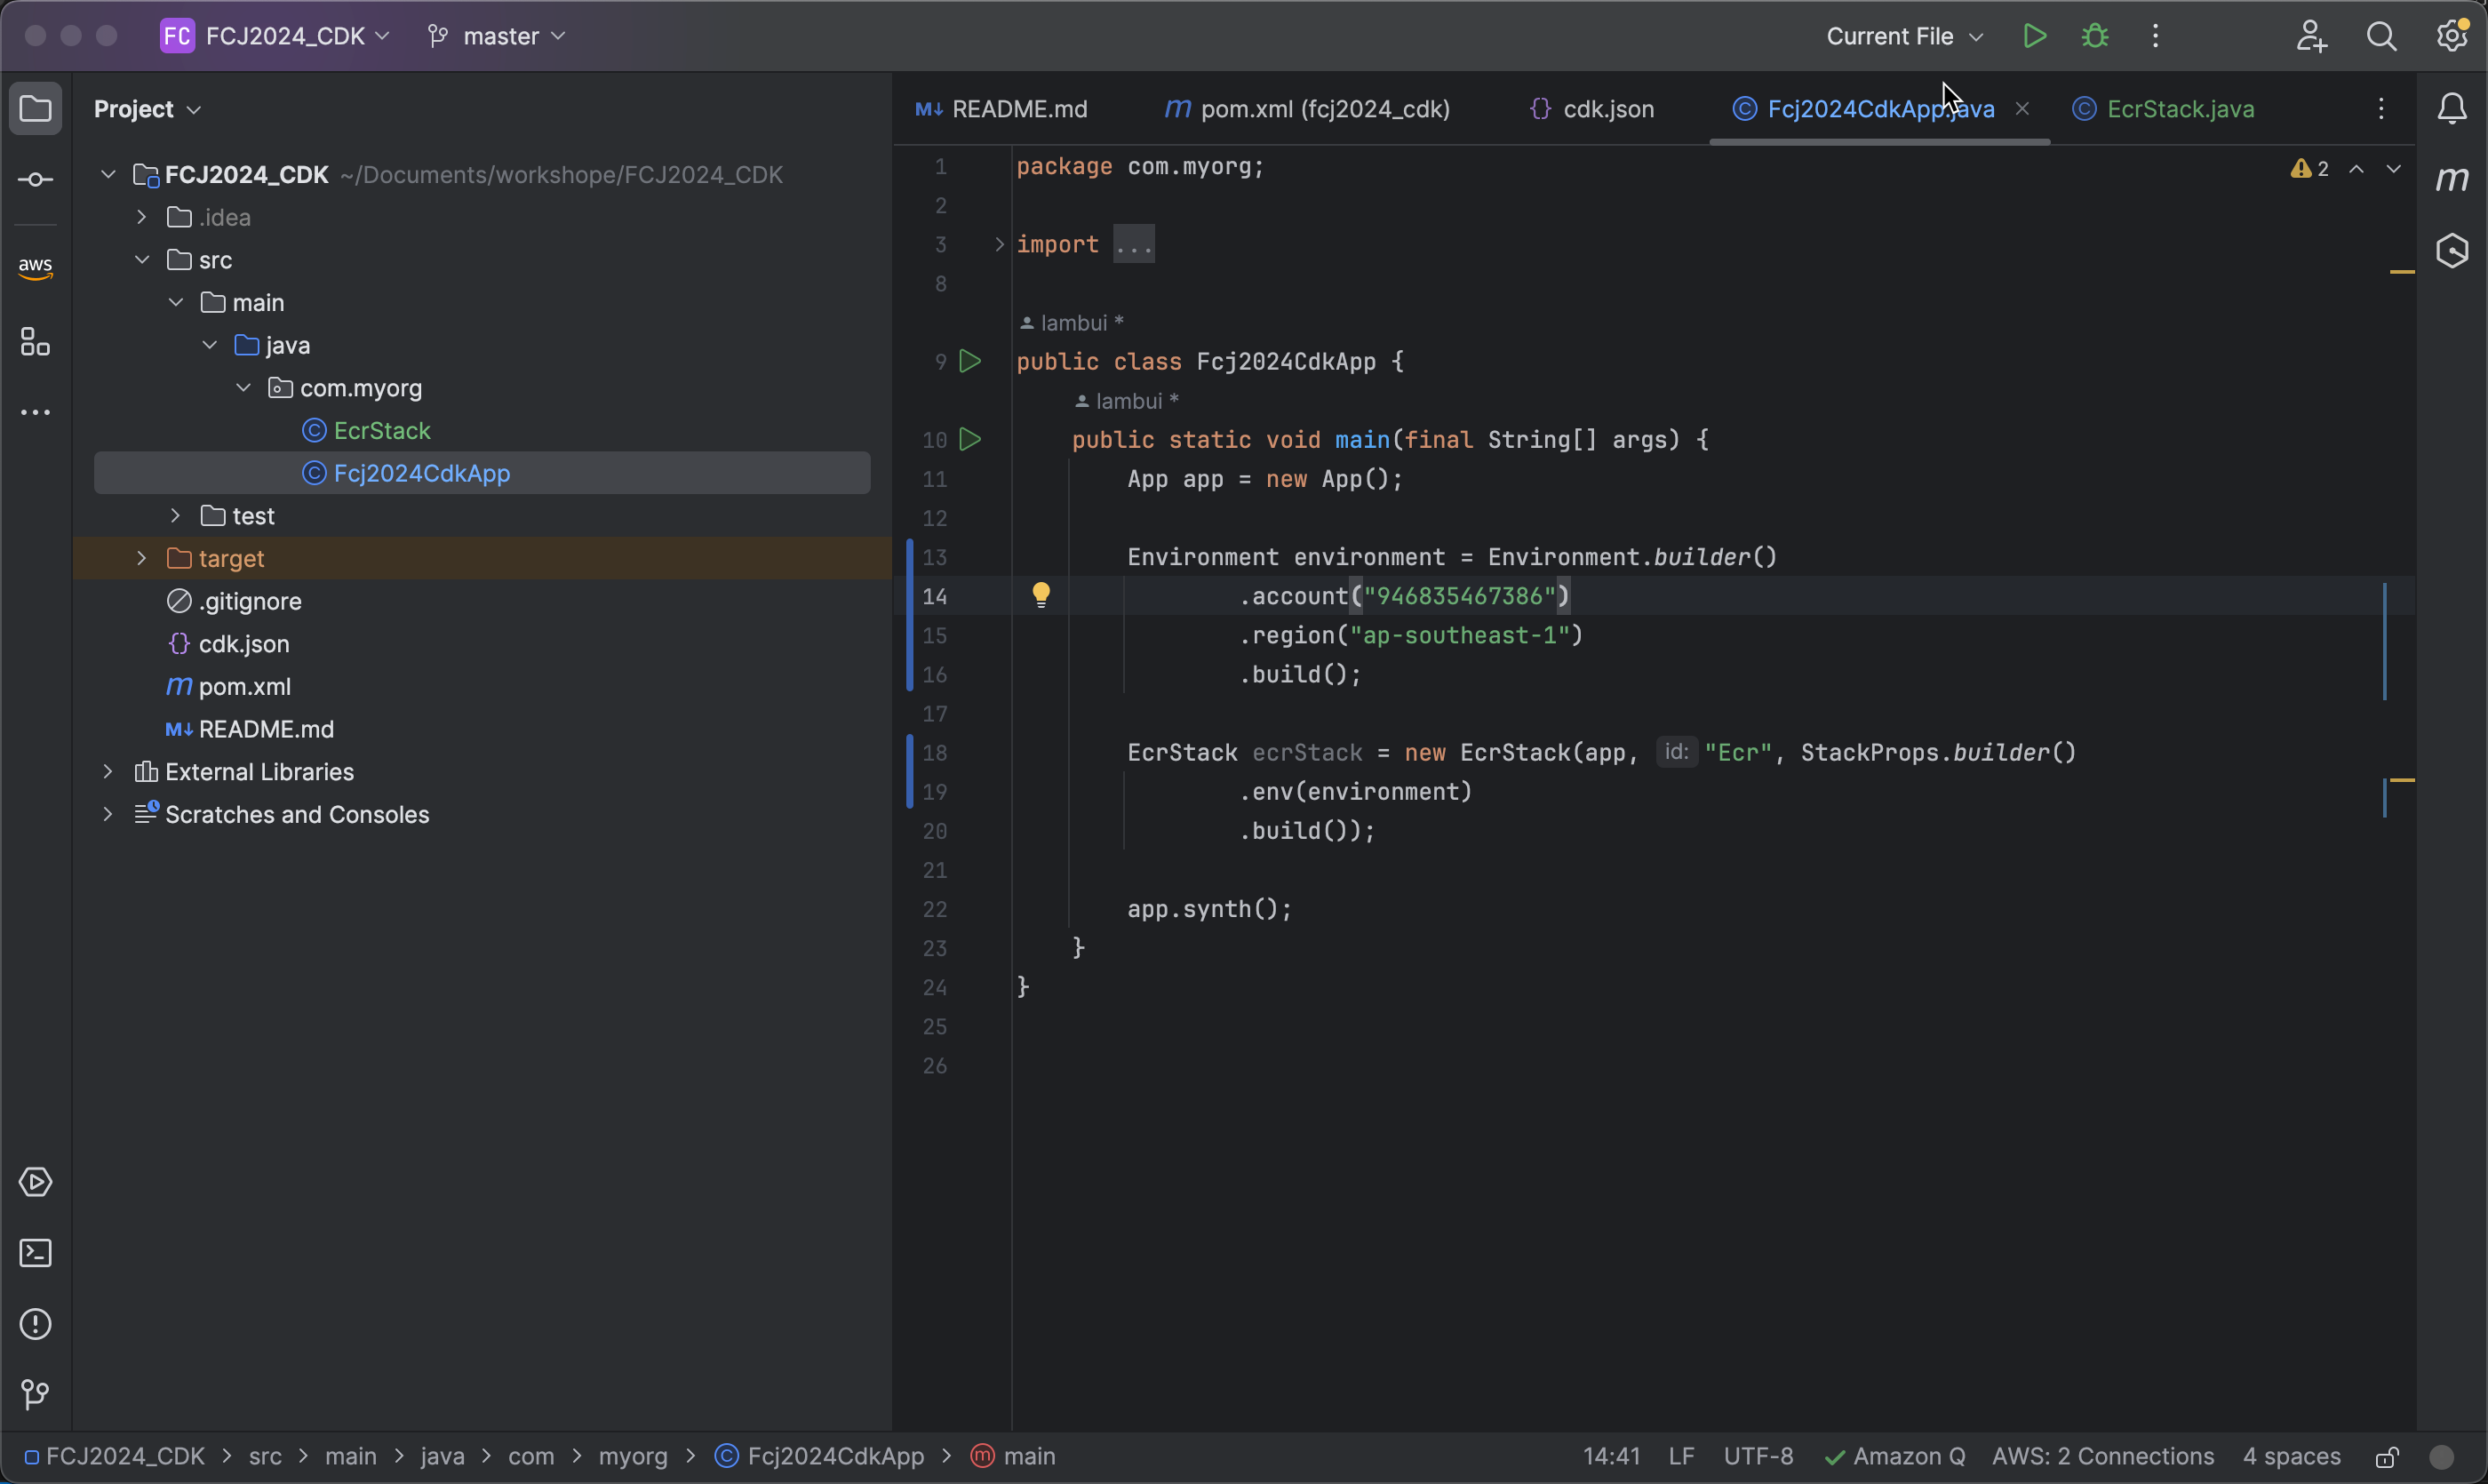 FC FCJ2024_CDK master Current File
Project
FCJ2024_CDK ~/Documents/workshope/FCJ2024_CDK
.idea
src
main
java
com.myorg
EcrStack
Fcj2024CdkApp
test
target
.gitignore
{} cdk.json
m pom.xml
M↓ README.md
External Libraries
Scratches and Consoles
aws
M↓ README.md m pom.xml (fcj2024_cdk) {} cdk.json Fcj2024CdkApp.java EcrStack.java
1 package com.myorg;
2
3 import ...
8
lambui *
9 public class Fcj2024CdkApp {
lambui *
10 public static void main(final String[] args) {
11 App app = new App();
12
13 Environment environment = Environment.builder()
14 .account("946835467386")
15 .region("ap-southeast-1")
16 .build();
17
18 EcrStack ecrStack = new EcrStack(app, id: "Ecr", StackProps.builder()
19 .env(environment)
20 .build());
21
22 app.synth();
23 }
24 }
25
26
2
m
FCJ2024_CDK > src > main > java > com > myorg > Fcj2024CdkApp > m main 14:41 LF UTF-8 Amazon Q AWS: 2 Connections 4 spaces